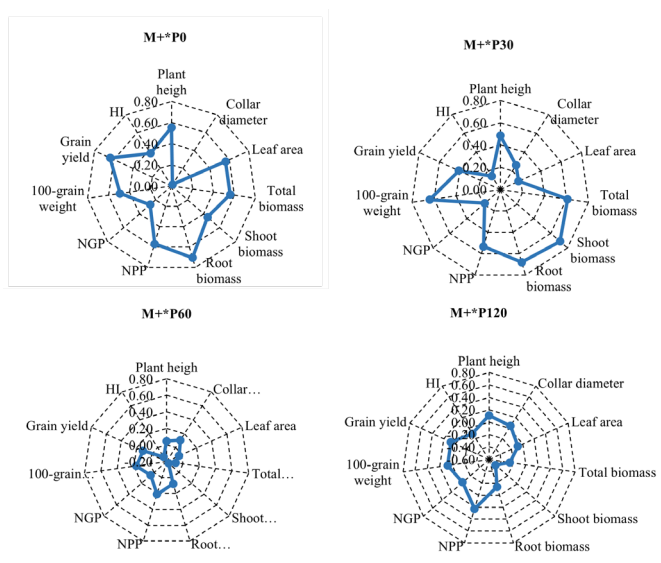 M+*P0
Plant
heigh
0.80
0.60
0.40
0.20
0.00
Collar
diameter
Leaf area
Total
biomass
Shoot
biomass
Root
biomass
NPP
NGP
100-grain
weight
Grain
yield
HI
M+*P30
Plant heigh
0.80
0.60
0.40
0.20
0.00
Collar
diameter
Leaf area
Total
biomass
Shoot
biomass
Root
biomass
NPP
NGP
100-grain
weight
Grain yield
HI
M+*P60
Plant heigh
0.80
0.60
0.40
0.20
0.00
Collar…
Leaf area
Total…
Shoot…
Root…
NPP
NGP
100-grain…
Grain yield
HI
M+*P120
Plant heigh
0.80
0.60
0.40
0.20
0.00
Collar diameter
Leaf area
Total biomass
Shoot biomass
Root biomass
NPP
NGP
100-grain
weight
Grain yield
HI